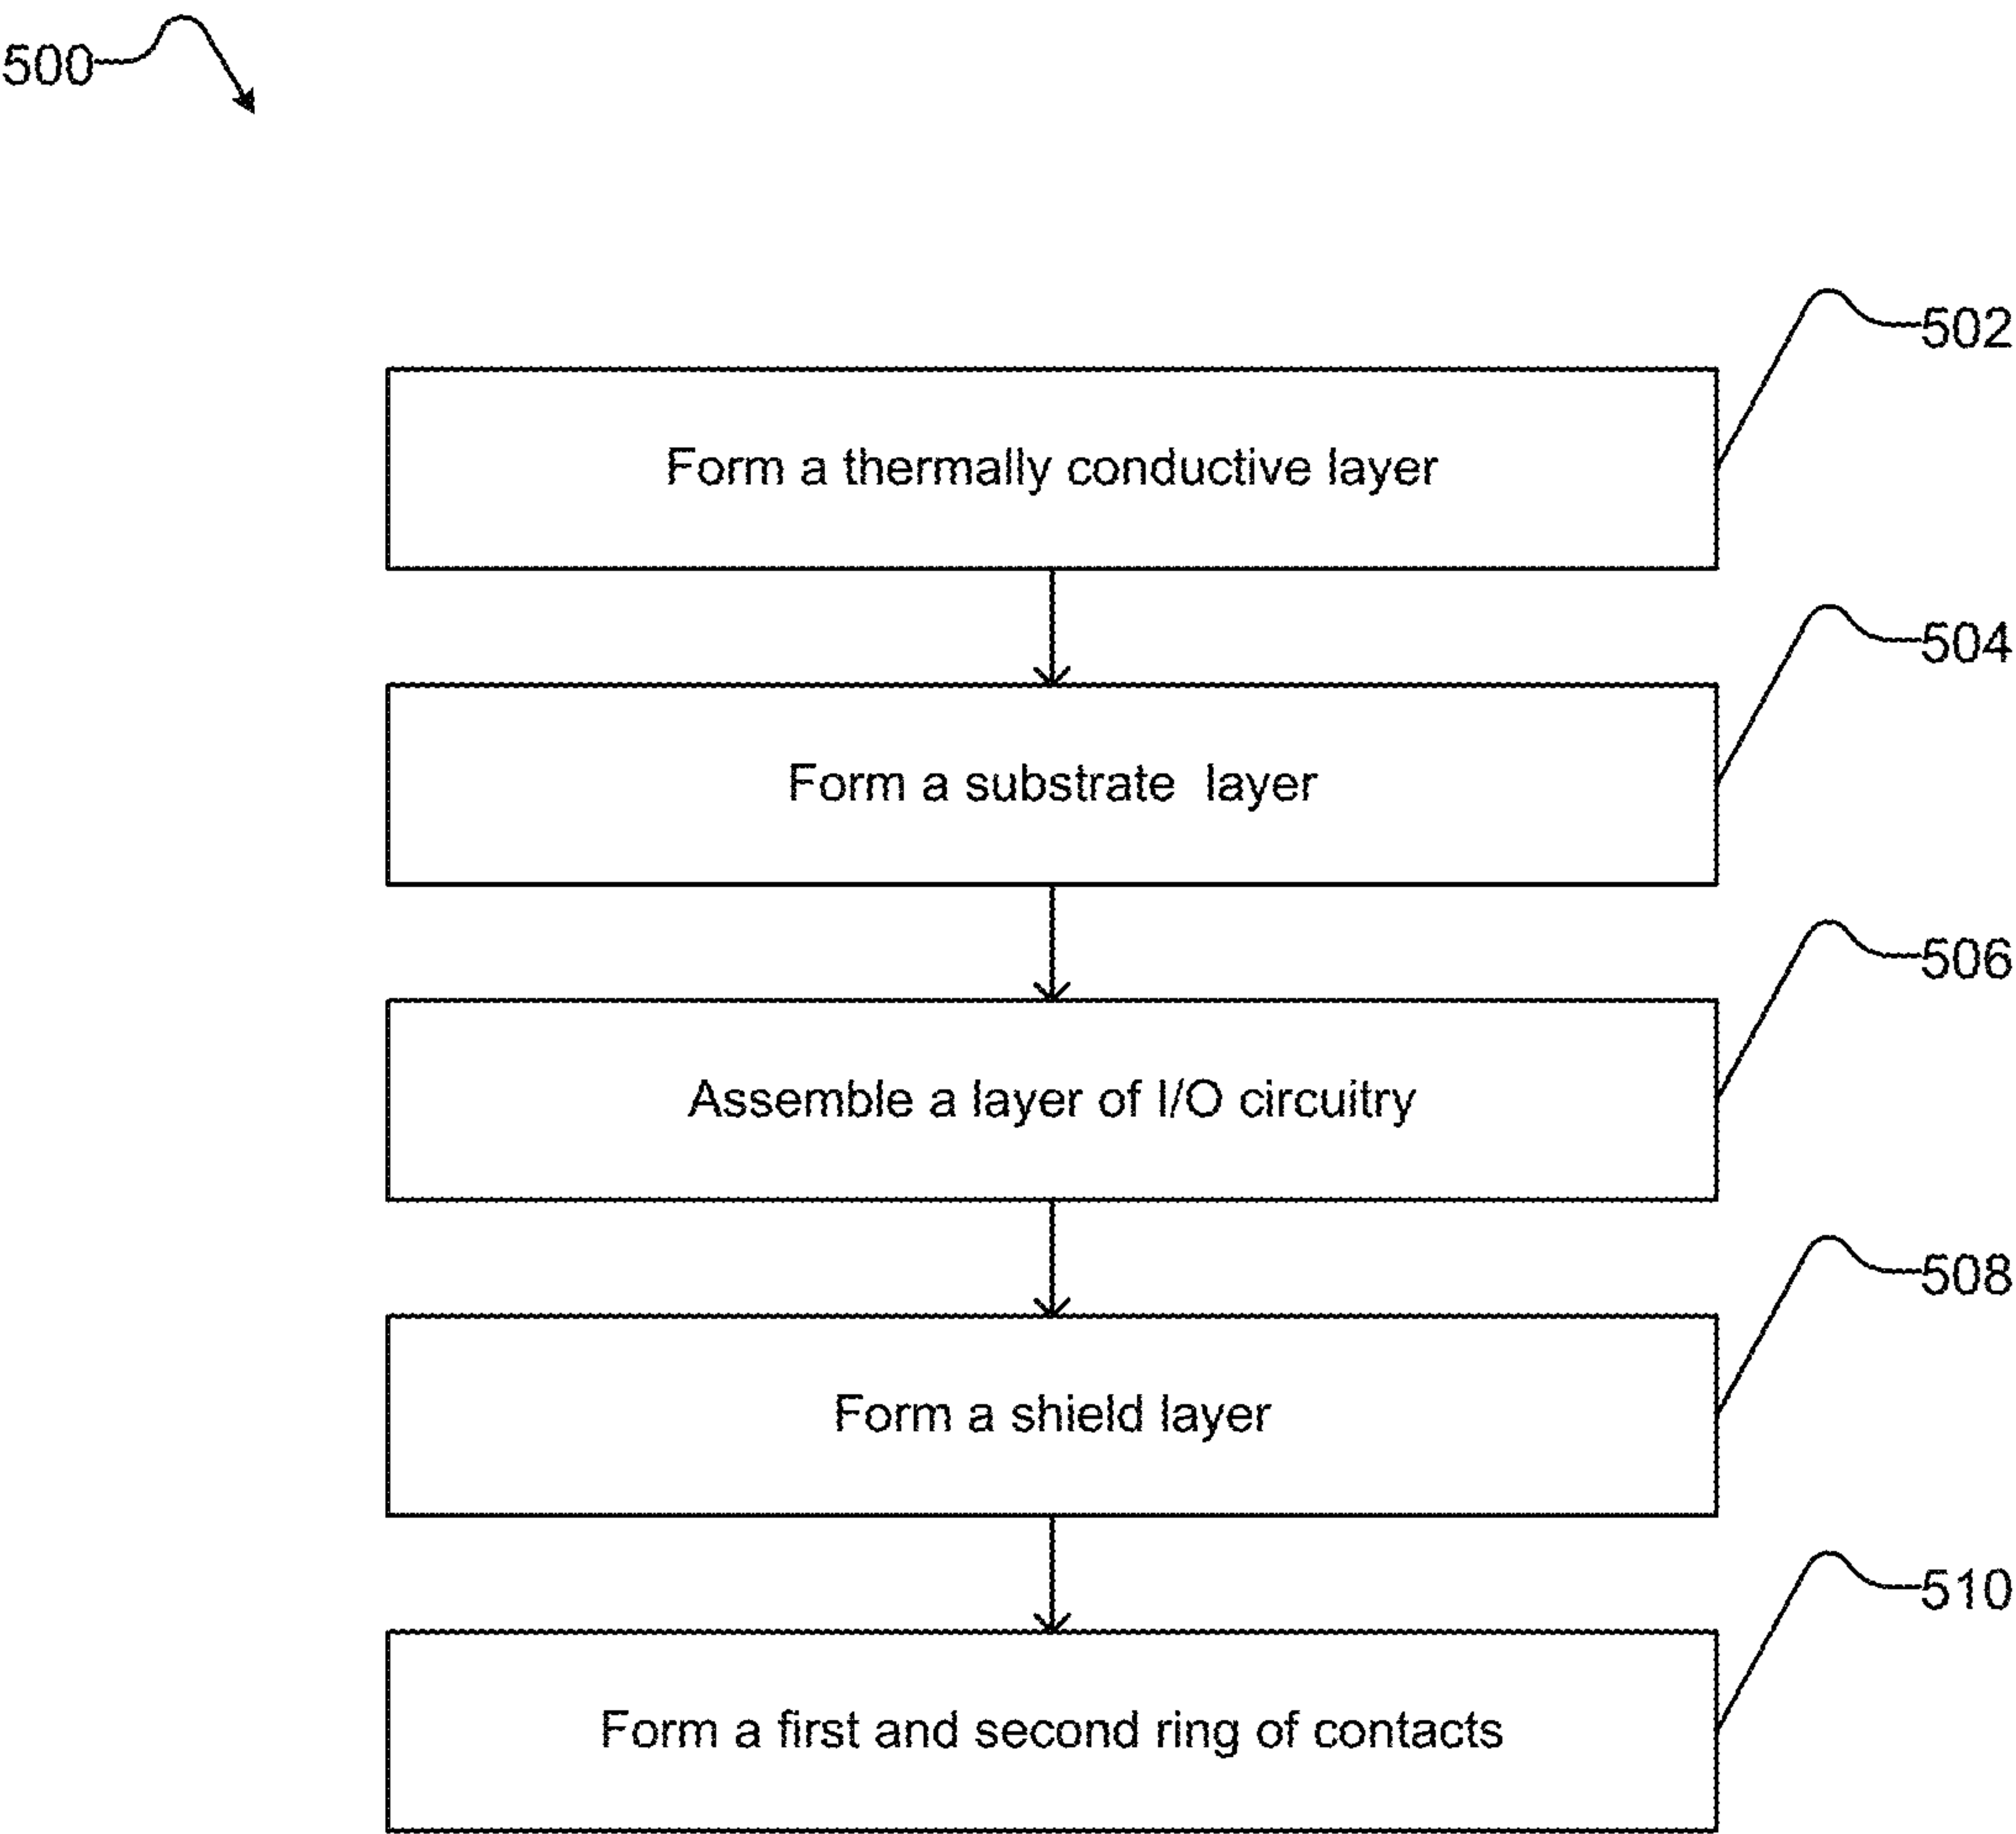 500
502
Form a thermally conductive layer
504
Form a substrate layer
506
Assemble a layer of I/O circuitry
508
Form a shield layer
510
Form a first and second ring of contacts